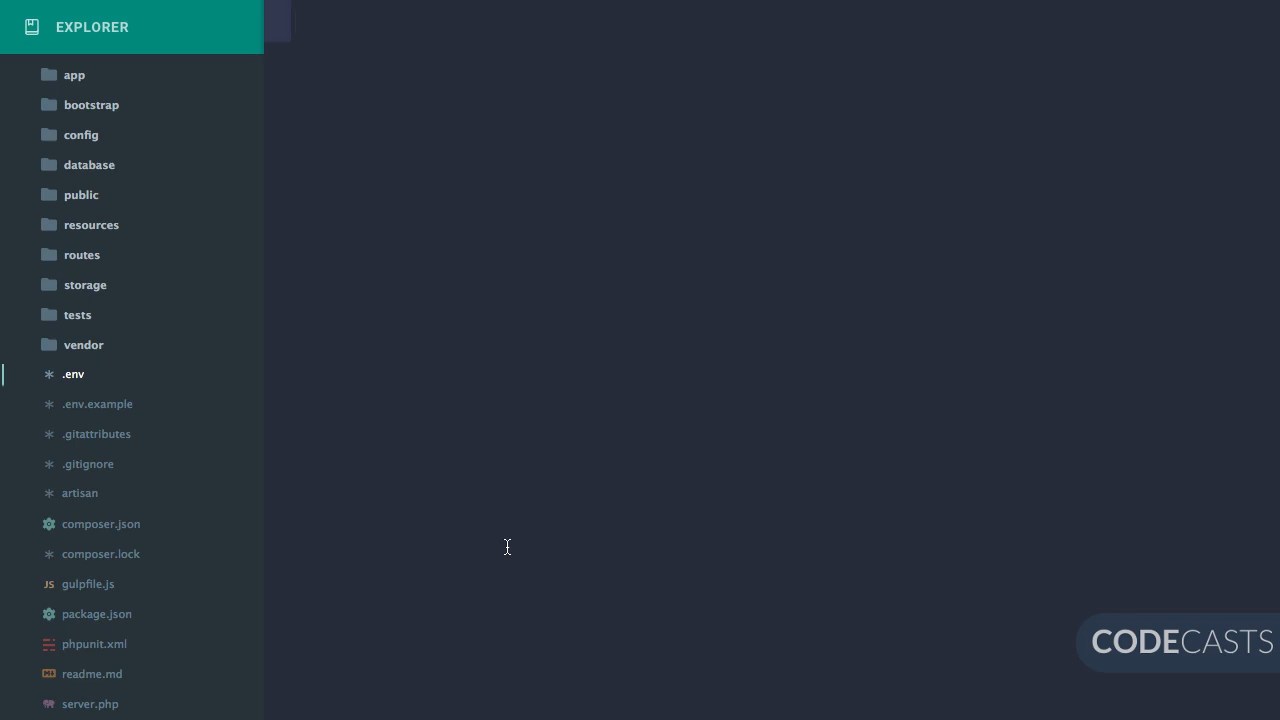 EXPLORER
app
bootstrap
config
database
public
resources
routes
storage
tests
vendor
.env
.env.example
.gitattributes
.gitignore
artisan
composer.json
composer.lock
JS gulpfile.js
package.json
phpunit.xml
readme.md
server.php
CODECASTS